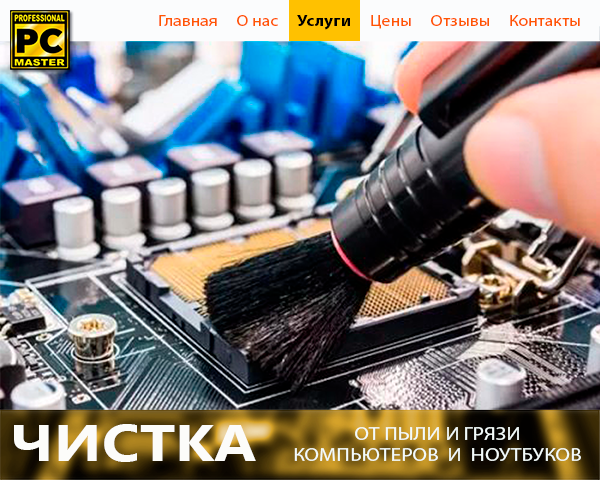 PROFESSIONAL
PC
MASTER
Главная О нас Услуги Цены Отзывы Контакты
ЧИСТКА
ОТ ПЫЛИ И ГРЯЗИ
КОМПЬЮТЕРОВ И НОУТБУКОВ